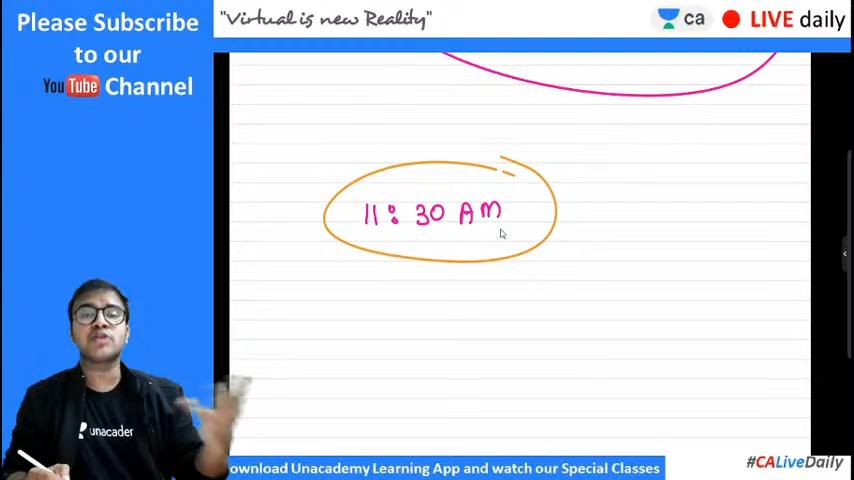 Please Subscribe
to our
YouTube Channel
"Virtual is new Reality"
ca
LIVE daily
11:30 AM
unacader
ownload Unacademy Learning App and watch our Special Classes
#CALiveDaily